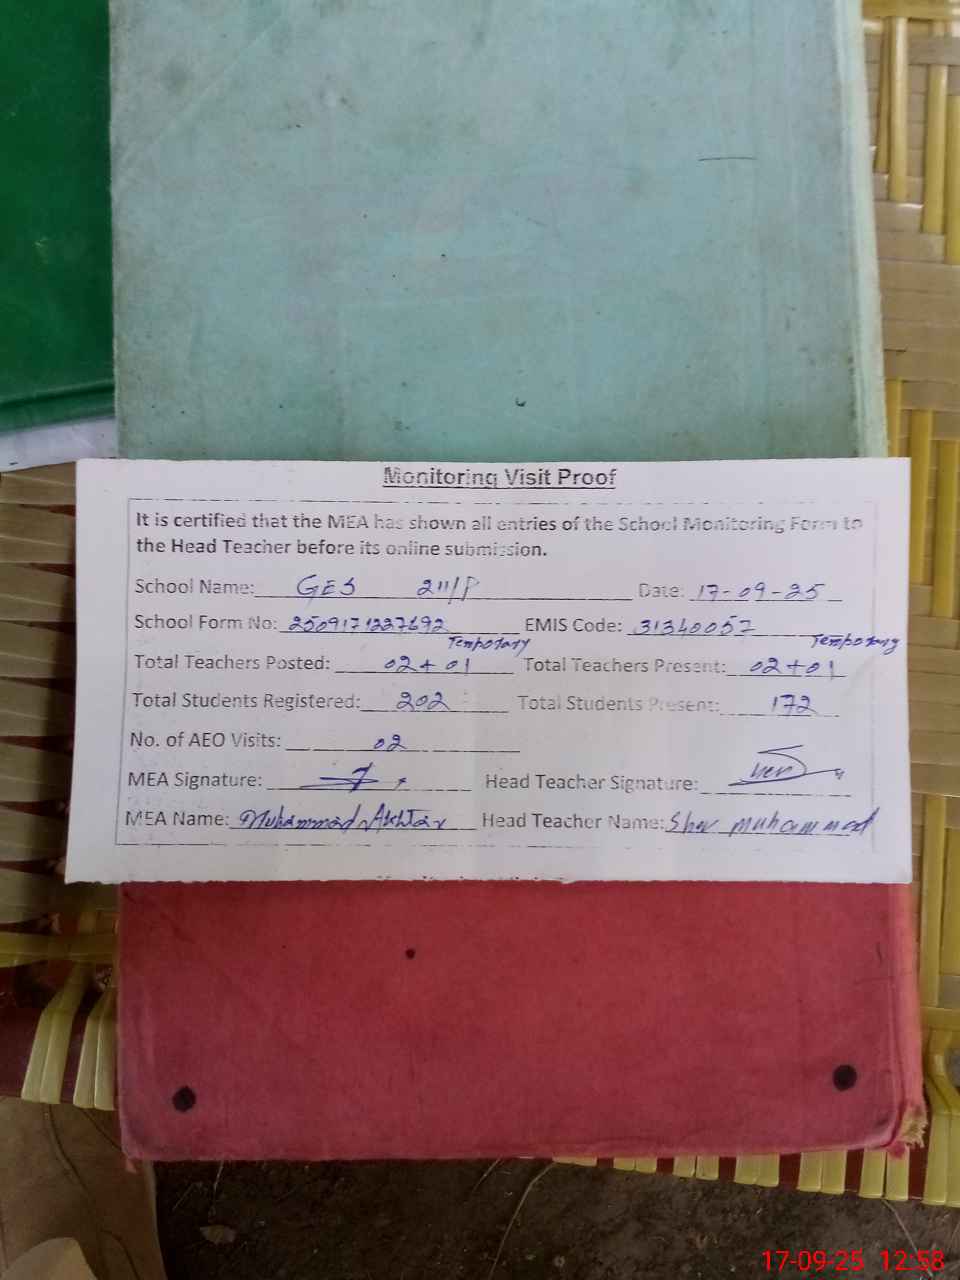 Monitoring Visit Proof
It is certified that the MEA has shown all entries of the School Monitoring Form to
the Head Teacher before its online submission.
School Name: GES 211/P Date: 17-09-25
School Form No: 2509171227692 EMIS Code: 31340057
Temporary Temporary
Total Teachers Posted: 02+01 Total Teachers Present: 02+01
Total Students Registered: 202 Total Students Present: 172
No. of AEO Visits: 02
MEA Signature: Head Teacher Signature: Sher
MEA Name: Muhammad Akhtar Head Teacher Name: Sher muhammad
17-09-25 12:58